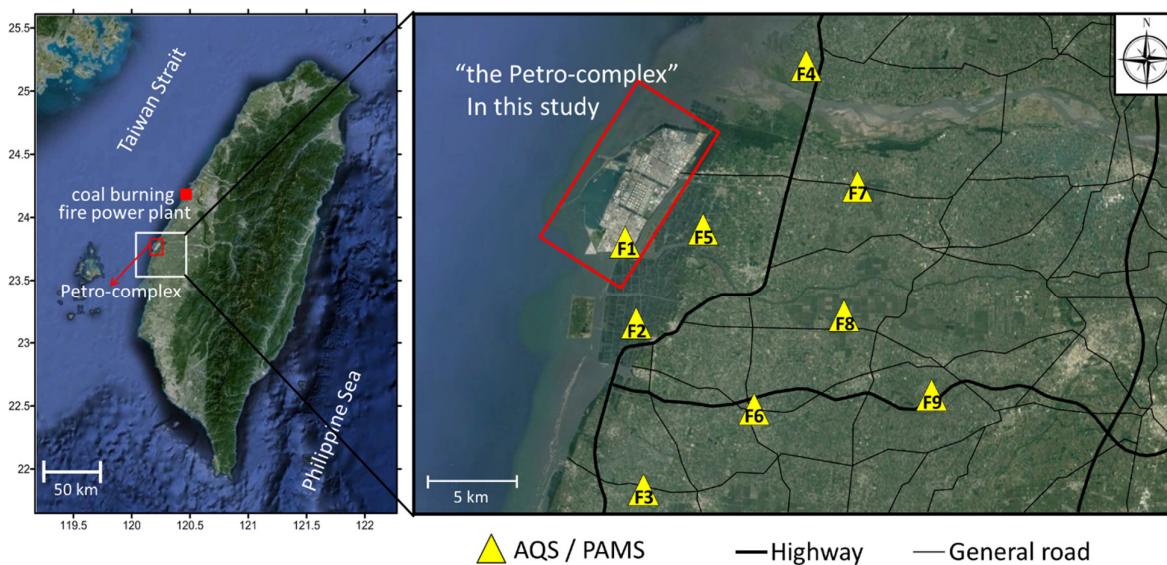 25.5
25
24.5
24
23.5
23
22.5
22
119.5
120
120.5
121
121.5
122
Taiwan Strait
coal burning
fire power plant
Petro-complex
Philippine Sea
50 km
"the Petro-complex"
In this study
N
F4
F7
F5
F1
F2
F8
F9
F6
F3
5 km
AQS / PAMS
Highway
General road